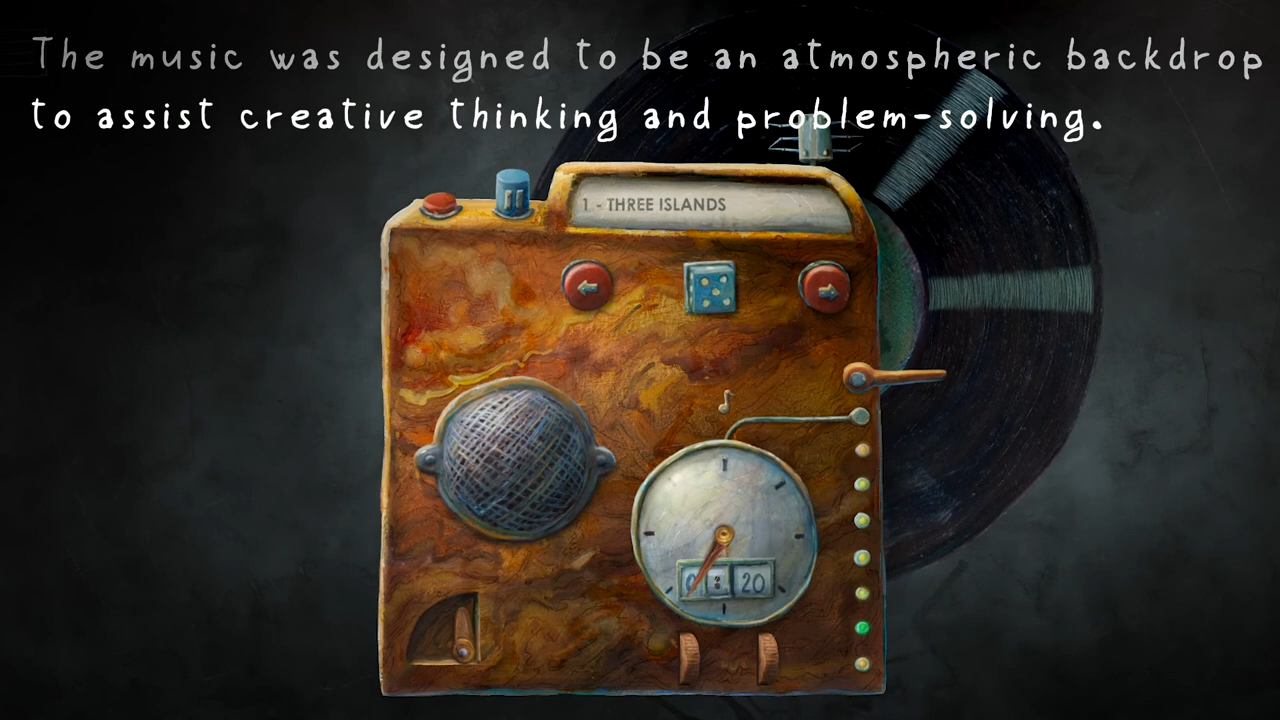 The music was designed to be an atmospheric backdrop
to assist creative thinking and problem-solving.
1 - THREE ISLANDS
0:20